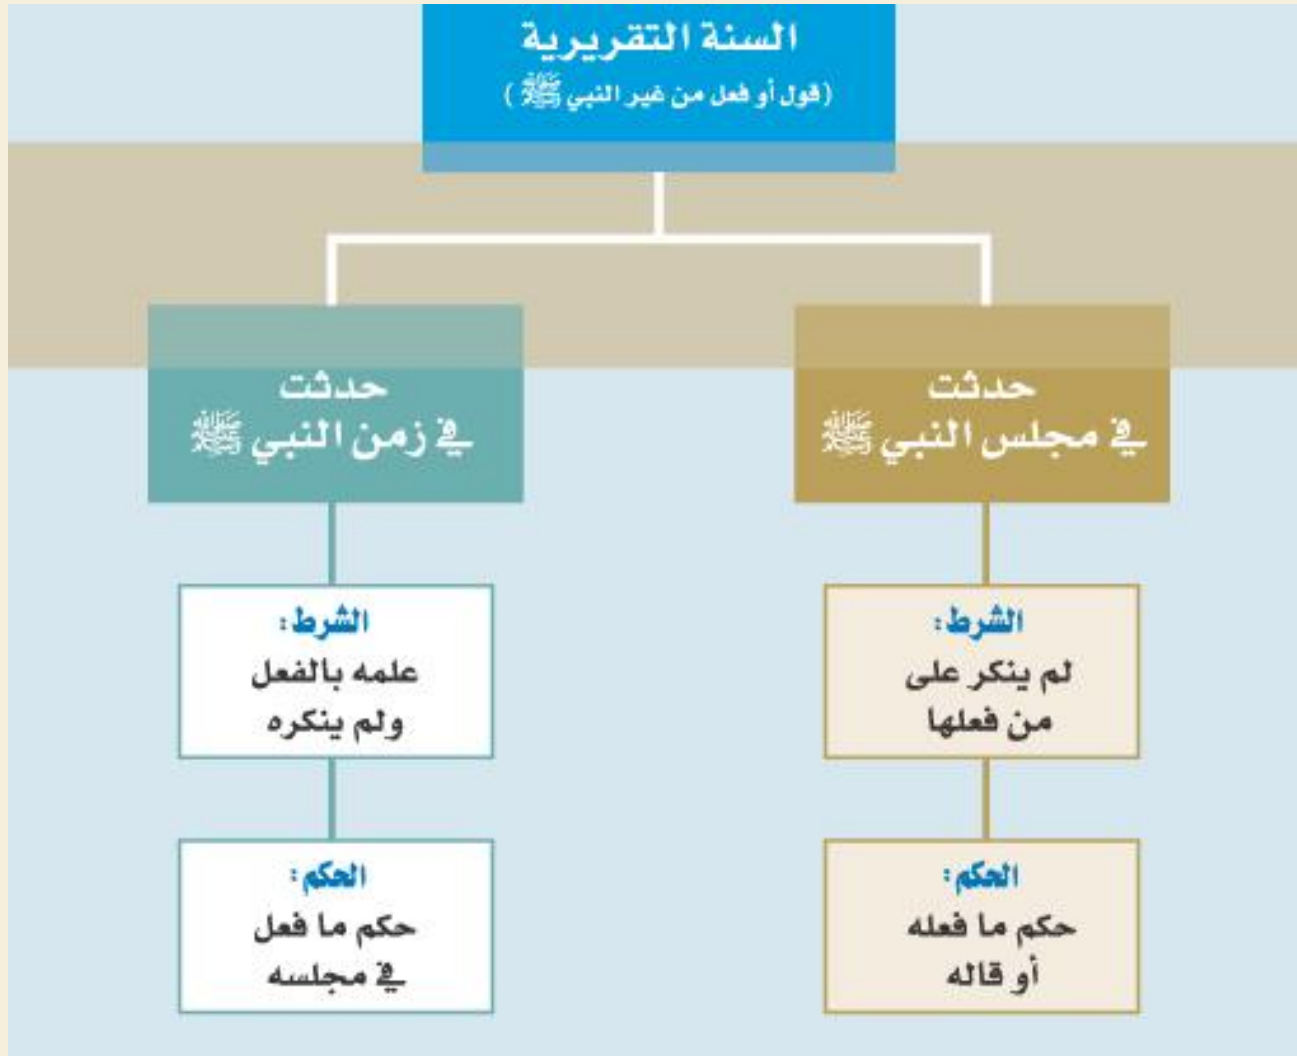 السنة التقريرية
(قول أو فعل من غير النبي ﷺ)
حدثت
في مجلس النبي ﷺ
الشرط:
لم ينكر على
من فعلها
الحكم:
حكم ما فعله
أو قاله
حدثت
في زمن النبي ﷺ
الشرط:
علمه بالفعل
ولم ينكره
الحكم:
حكم ما فعل
في مجلسه